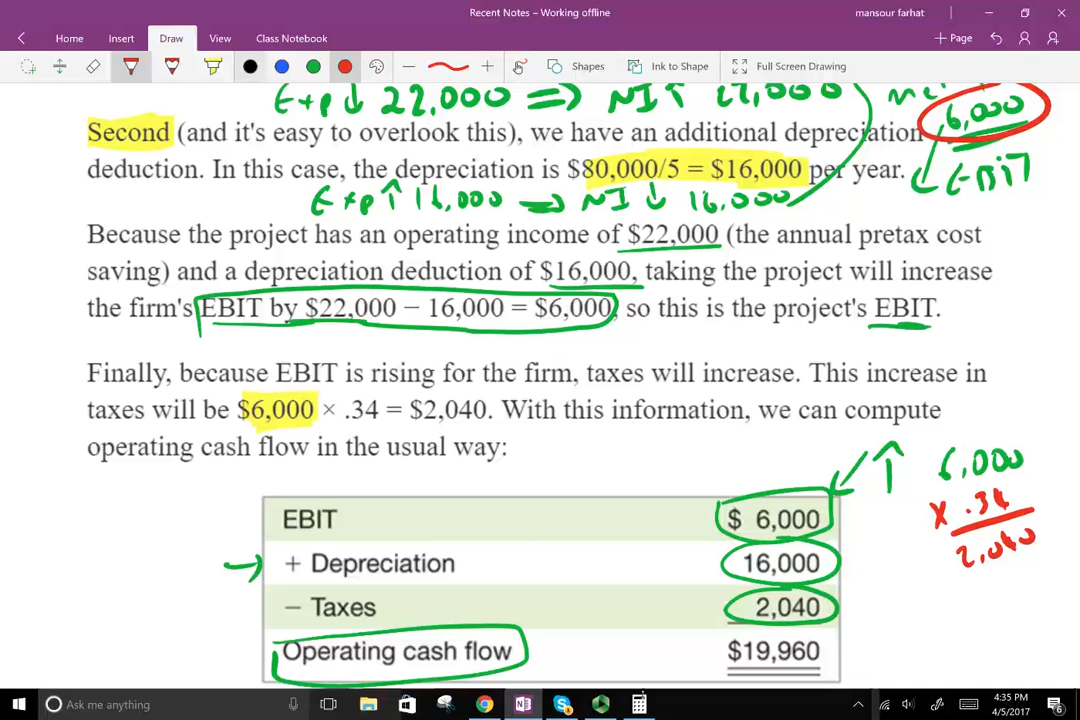 Recent Notes - Working offline
mansour farhat
Home Insert Draw View Class Notebook
Page
Shapes
Ink to Shape
Full Screen Drawing
Exp ↓ 22,000 ⇒ NI ↑ 22,000
6,000
Second (and it's easy to overlook this), we have an additional depreciation
deduction. In this case, the depreciation is $80,000/5 = $16,000 per year.
EBIT
Exp ↑ 16,000 ⇒ NI ↓ 16,000
Because the project has an operating income of $22,000 (the annual pretax cost
saving) and a depreciation deduction of $16,000, taking the project will increase
the firm's EBIT by $22,000 − 16,000 = $6,000, so this is the project's EBIT.
Finally, because EBIT is rising for the firm, taxes will increase. This increase in
taxes will be $6,000 × .34 = $2,040. With this information, we can compute
operating cash flow in the usual way:
6,000
x .34
2,040
EBIT $ 6,000
+ Depreciation 16,000
− Taxes 2,040
Operating cash flow $19,960
Ask me anything
4:35 PM
4/5/2017
6